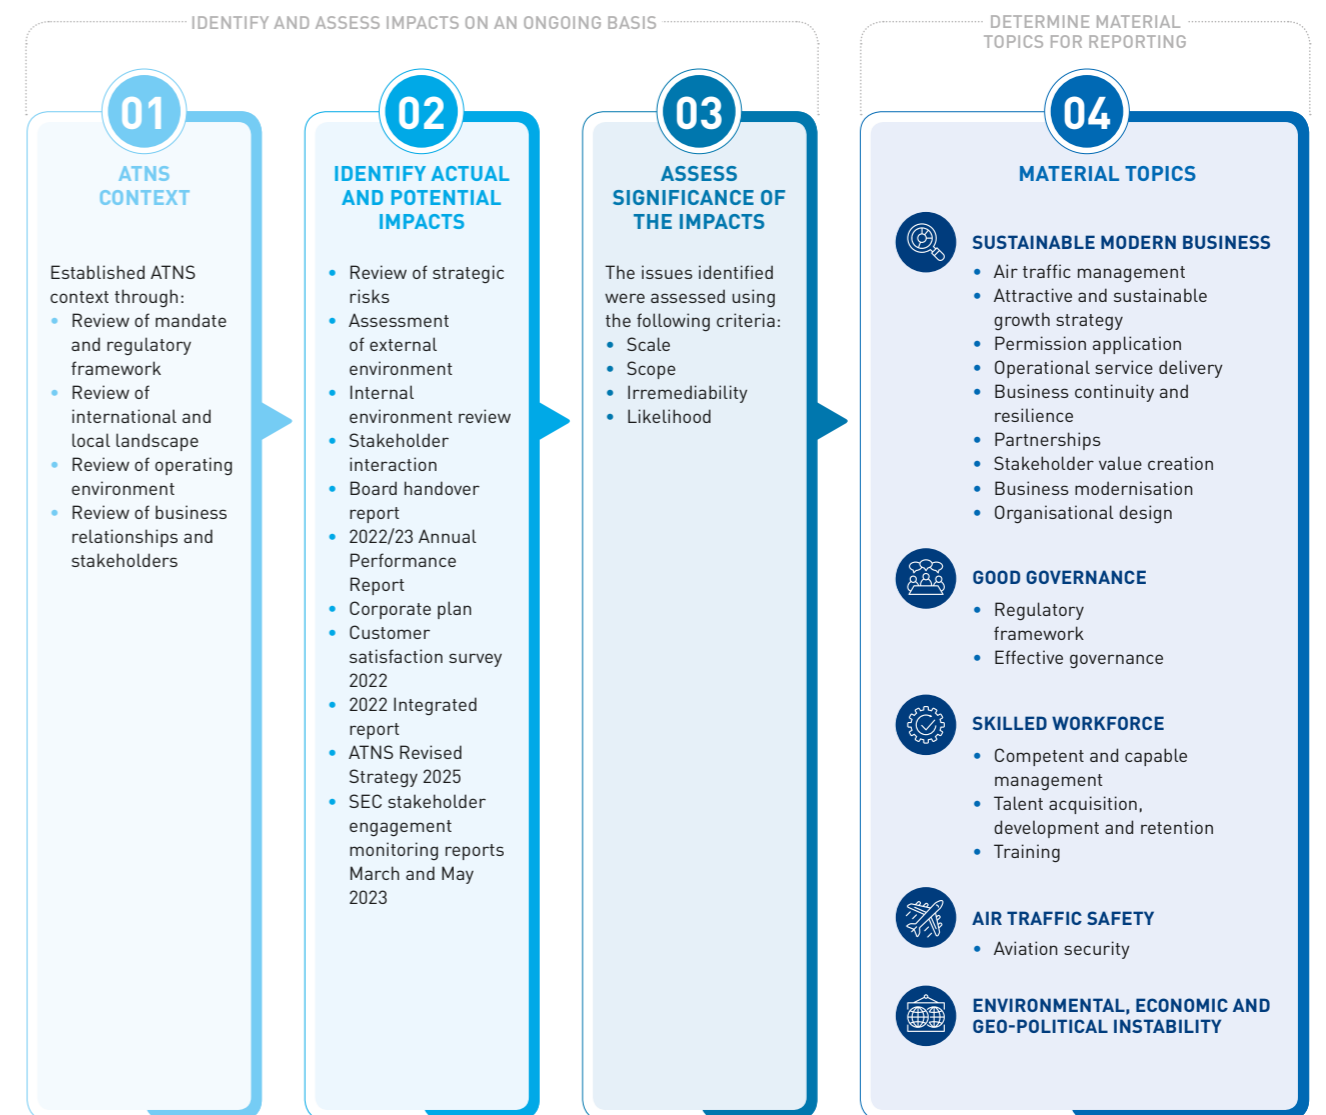 IDENTIFY AND ASSESS IMPACTS ON AN ONGOING BASIS
DETERMINE MATERIAL
TOPICS FOR REPORTING
01
ATNS
CONTEXT
Established ATNS
context through:
• Review of mandate
and regulatory
framework
• Review of
international and
local landscape
• Review of operating
environment
• Review of business
relationships and
stakeholders
02
IDENTIFY ACTUAL
AND POTENTIAL
IMPACTS
• Review of strategic
risks
• Assessment
of external
environment
• Internal
environment review
• Stakeholder
interaction
• Board handover
report
• 2022/23 Annual
Performance
Report
• Corporate plan
• Customer
satisfaction survey
2022
• 2022 Integrated
report
• ATNS Revised
Strategy 2025
• SEC stakeholder
engagement
monitoring reports
March and May
2023
03
ASSESS
SIGNIFICANCE OF
THE IMPACTS
The issues identified
were assessed using
the following criteria:
• Scale
• Scope
• Irremediability
• Likelihood
04
MATERIAL TOPICS
SUSTAINABLE MODERN BUSINESS
• Air traffic management
• Attractive and sustainable
growth strategy
• Permission application
• Operational service delivery
• Business continuity and
resilience
• Partnerships
• Stakeholder value creation
• Business modernisation
• Organisational design
GOOD GOVERNANCE
• Regulatory
framework
• Effective governance
SKILLED WORKFORCE
• Competent and capable
management
• Talent acquisition,
development and retention
• Training
AIR TRAFFIC SAFETY
• Aviation security
ENVIRONMENTAL, ECONOMIC AND
GEO-POLITICAL INSTABILITY